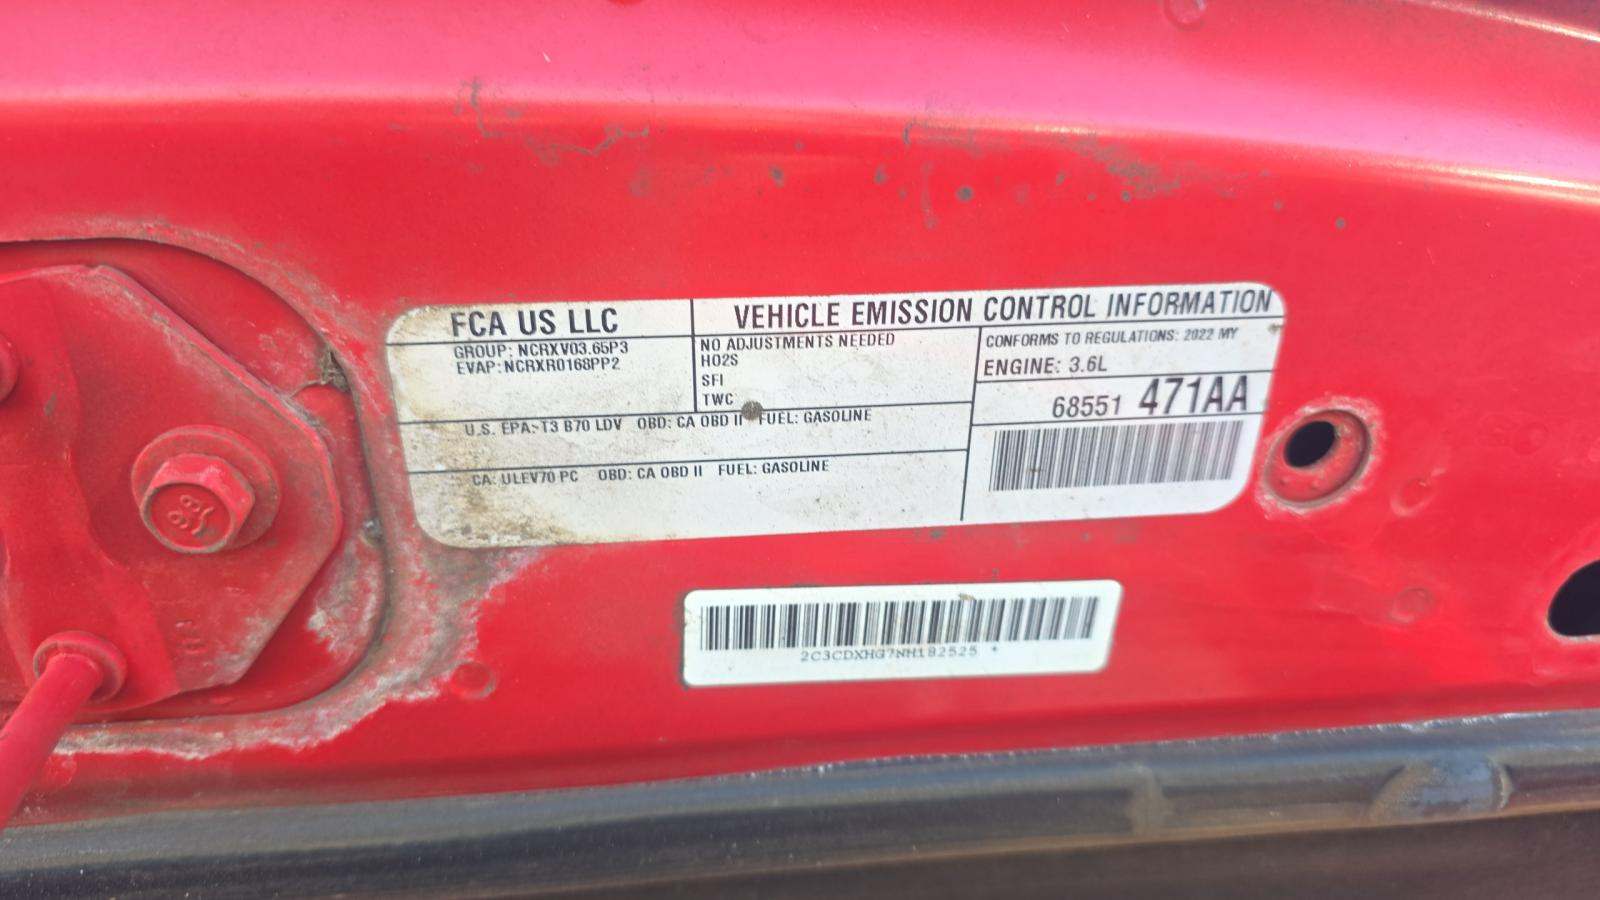 FCA US LLC
VEHICLE EMISSION CONTROL INFORMATION
GROUP: NCRXV03.65P3
EVAP: NCRXR0168PP2
NO ADJUSTMENTS NEEDED
HO2S
SFI
TWC
CONFORMS TO REGULATIONS: 2022 MY
ENGINE: 3.6L
68551 471AA
U.S. EPA: T3 B70 LDV OBD: CA OBD II FUEL: GASOLINE
CA: ULEV70 PC OBD: CA OBD II FUEL: GASOLINE
2C3CDXHG7NH182525 *